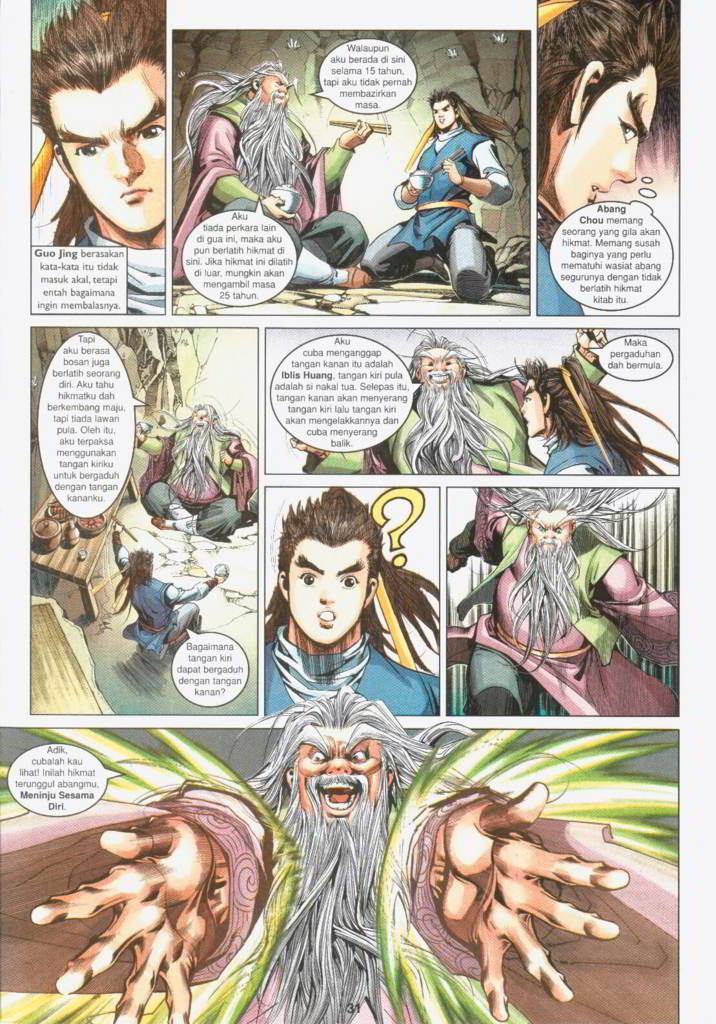 Guo Jing berasakan
kata-kata itu tidak
masuk akal, tetapi
entah bagaimana
ingin membalasnya.
Walaupun
aku berada di sini
selama 15 tahun,
tapi aku tidak pernah
membazirkan
masa.
Aku
tiada perkara lain
di gua ini, maka aku
pun berlatih hikmat di
sini. Jika hikmat ini dilatih
di luar, mungkin akan
mengambil masa
25 tahun.
Abang
Chou memang
seorang yang gila akan
hikmat. Memang susah
baginya yang perlu
mematuhi wasiat abang
segurunya dengan tidak
berlatih hikmat
kitab itu.
Tapi
aku berasa
bosan juga
berlatih seorang
diri. Aku tahu
hikmatku dah
berkembang maju,
tapi tiada lawan
pula. Oleh itu,
aku terpaksa
menggunakan
tangan kiriku
untuk bergaduh
dengan tangan
kananku.
Bagaimana
tangan kiri
dapat bergaduh
dengan tangan
kanan?
Aku
cuba menganggap
tangan kanan itu adalah
Iblis Huang, tangan kiri pula
adalah si nakal tua. Selepas itu,
tangan kanan akan menyerang
tangan kiri lalu tangan kiri
akan mengelakkannya dan
cuba menyerang
balik.
Maka
pergaduhan
dah bermula.
?
Adik,
cubalah kau
lihat! Inilah hikmat
terunggul abangmu,
Meninju Sesama
Diri.
31